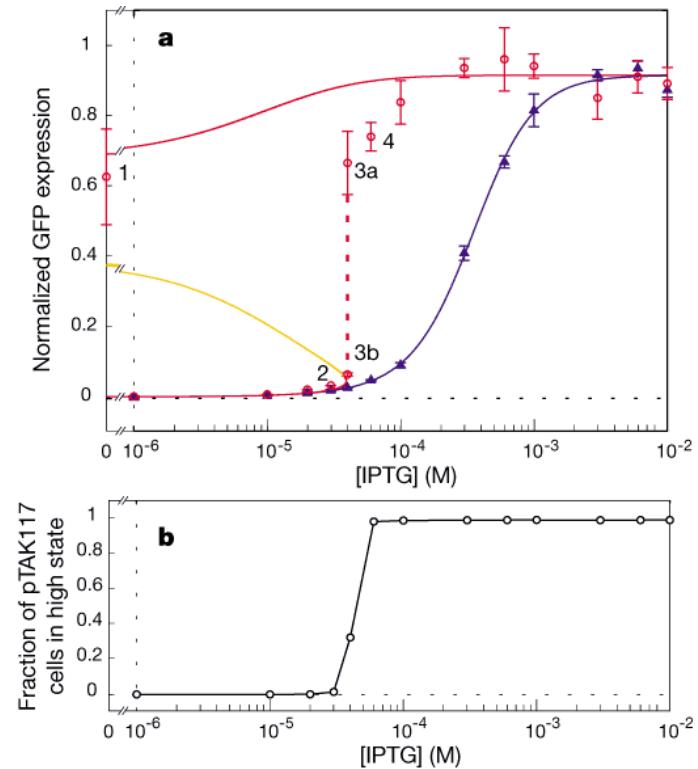 a
1
0.8
0.6
0.4
0.2
0
Normalized GFP expression
1
2
3a
3b
4
0 10⁻⁶ 10⁻⁵ 10⁻⁴ 10⁻³ 10⁻²
[IPTG] (M)
b
1
0.8
0.6
0.4
0.2
0
Fraction of pTAK117
cells in high state
0 10⁻⁶ 10⁻⁵ 10⁻⁴ 10⁻³ 10⁻²
[IPTG] (M)